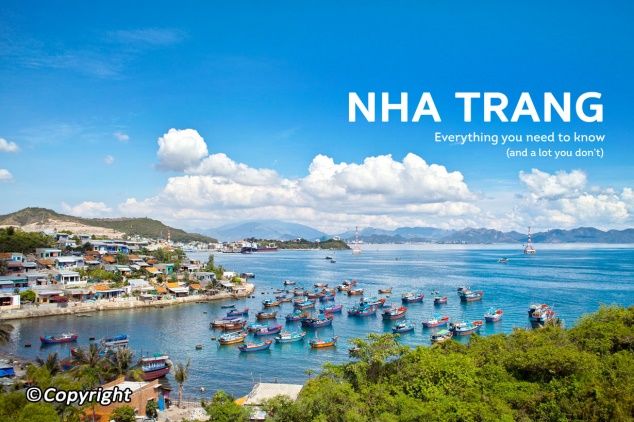 NHA TRANG
Everything you need to know
(and a lot you don't)
©Copyright